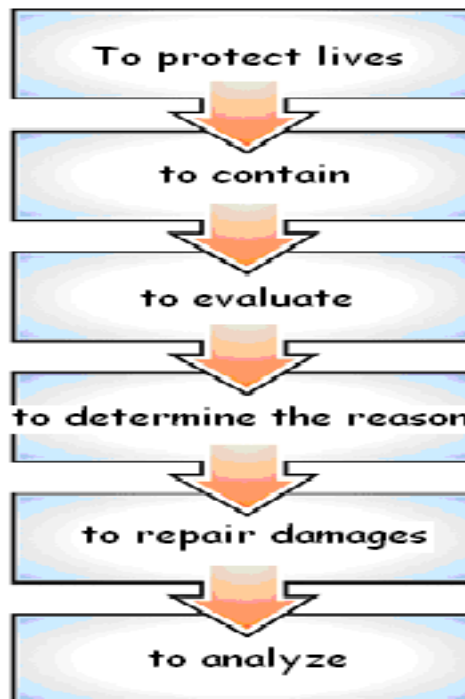 To protect lives
to contain
to evaluate
to determine the reason
to repair damages
to analyze